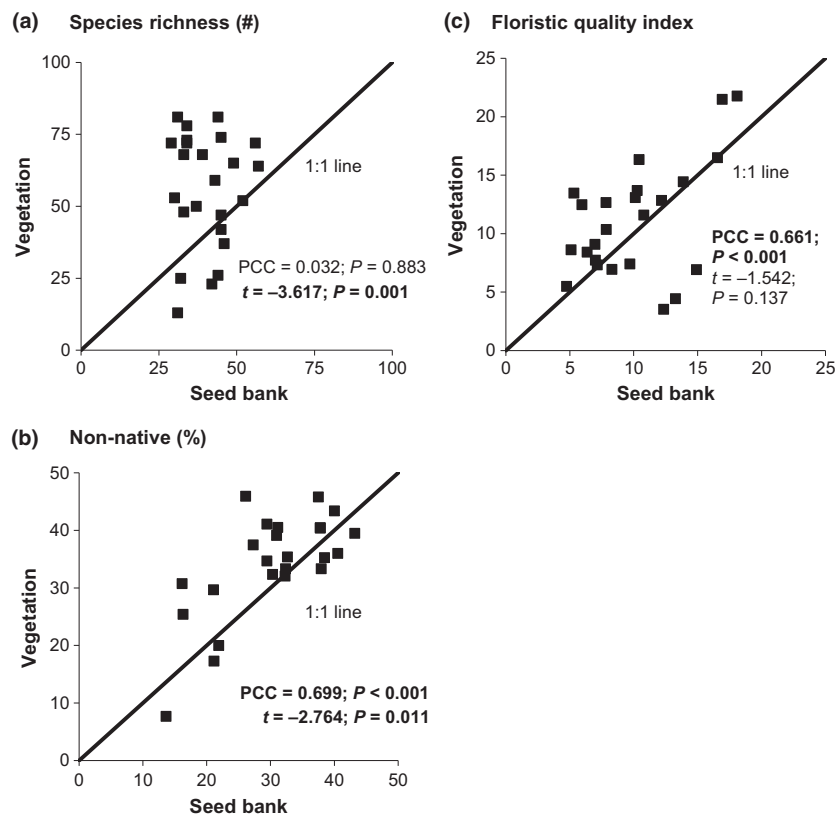 (a) Species richness (#)
100
75
50
25
0
Vegetation
1:1 line
PCC = 0.032; P = 0.883
t = –3.617; P = 0.001
0 25 50 75 100
Seed bank
(c) Floristic quality index
25
20
15
10
5
0
Vegetation
1:1 line
PCC = 0.661;
P < 0.001
t = –1.542;
P = 0.137
0 5 10 15 20 25
Seed bank
(b) Non-native (%)
50
40
30
20
10
0
Vegetation
1:1 line
PCC = 0.699; P < 0.001
t = –2.764; P = 0.011
0 10 20 30 40 50
Seed bank